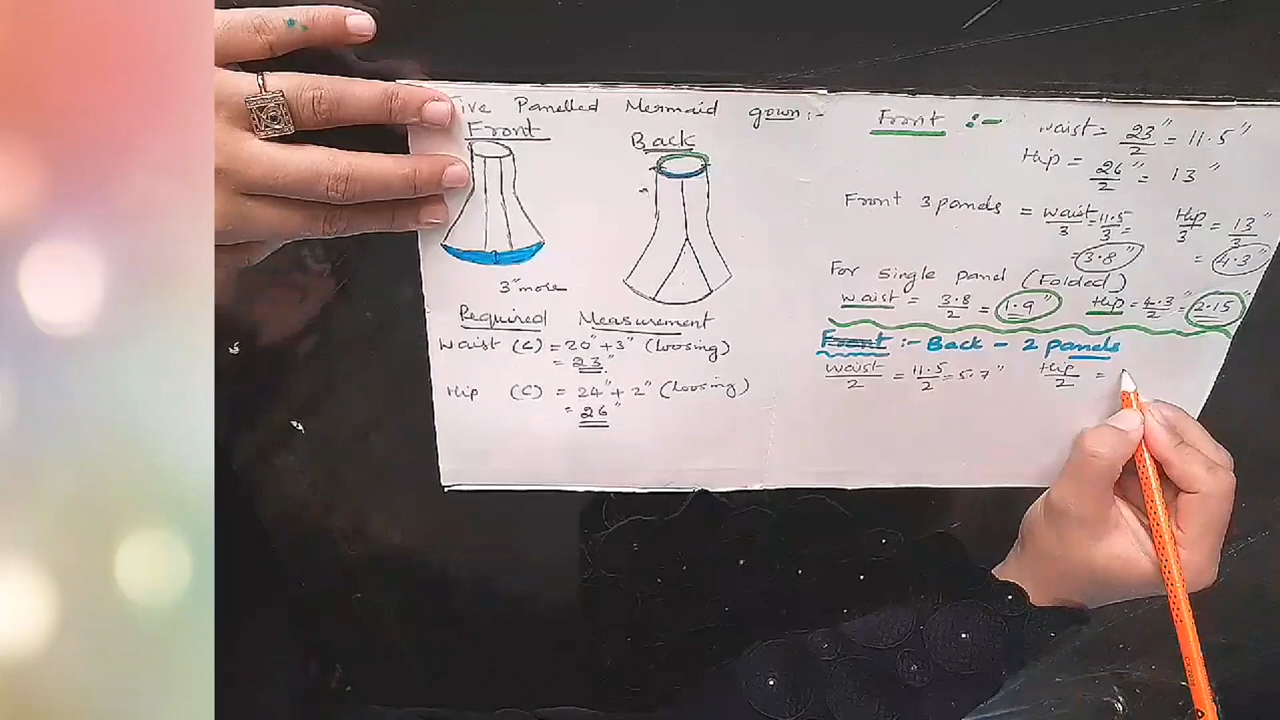 Five Panelled Mermaid gown:-
Front
Back
3" more
Required Measurement
Waist (C) = 20" + 3" (loosing)
= 23"
Hip (C) = 24" + 2" (loosing)
= 26"
Front :-
waist = 23"/2 = 11.5"
Hip = 26"/2 = 13"
Front 3 panels = waist/3 = 11.5/3 = = 3.8"
Hip/3 = 13"/3 = 4.3"
For single panel (Folded)
waist = 3.8/2 = 1.9"
Hip = 4.3"/2 = 2.15"
Front :- Back - 2 panels
waist/2 = 11.5/2 = 5.7"
Hip/2 =